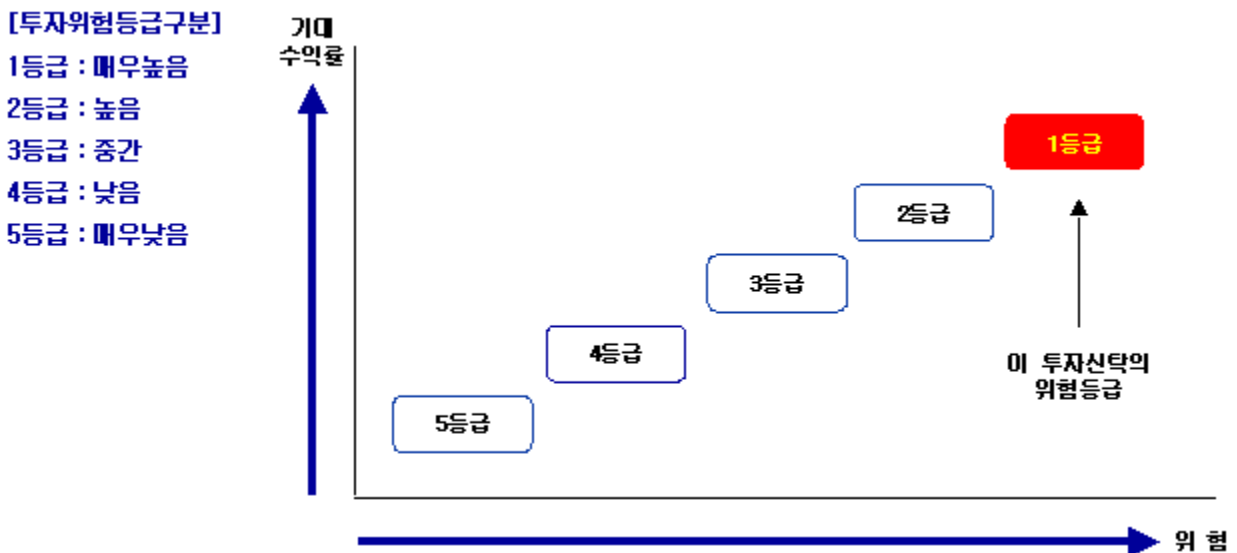 [투자위험등급구분]
1등급 : 매우높음
2등급 : 높음
3등급 : 중간
4등급 : 낮음
5등급 : 매우낮음
기대
수익률
1등급
2등급
3등급
4등급
5등급
이 투자신탁의
위험등급
위 험